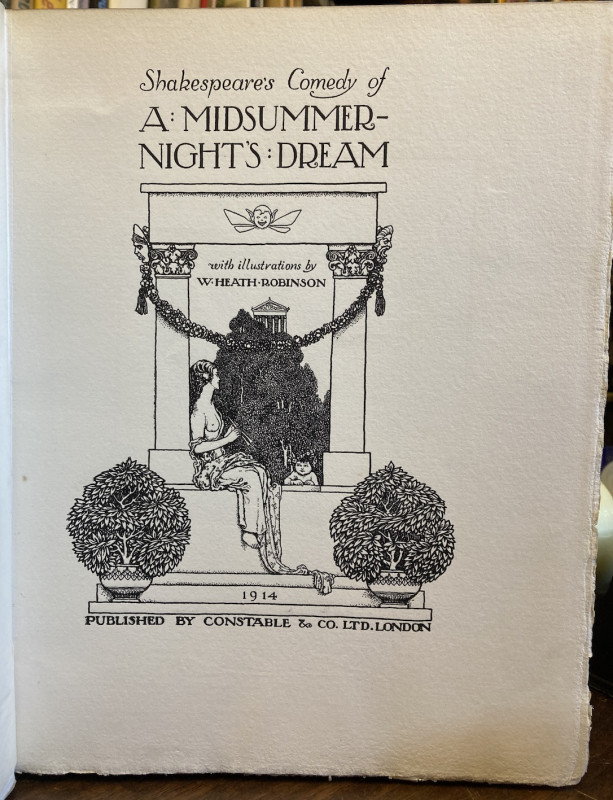 Shakespeare's Comedy of
A: MIDSUMMER-
NIGHT'S: DREAM
with illustrations by
W·HEATH·ROBINSON
1914
PUBLISHED BY CONSTABLE & CO. LTD. LONDON